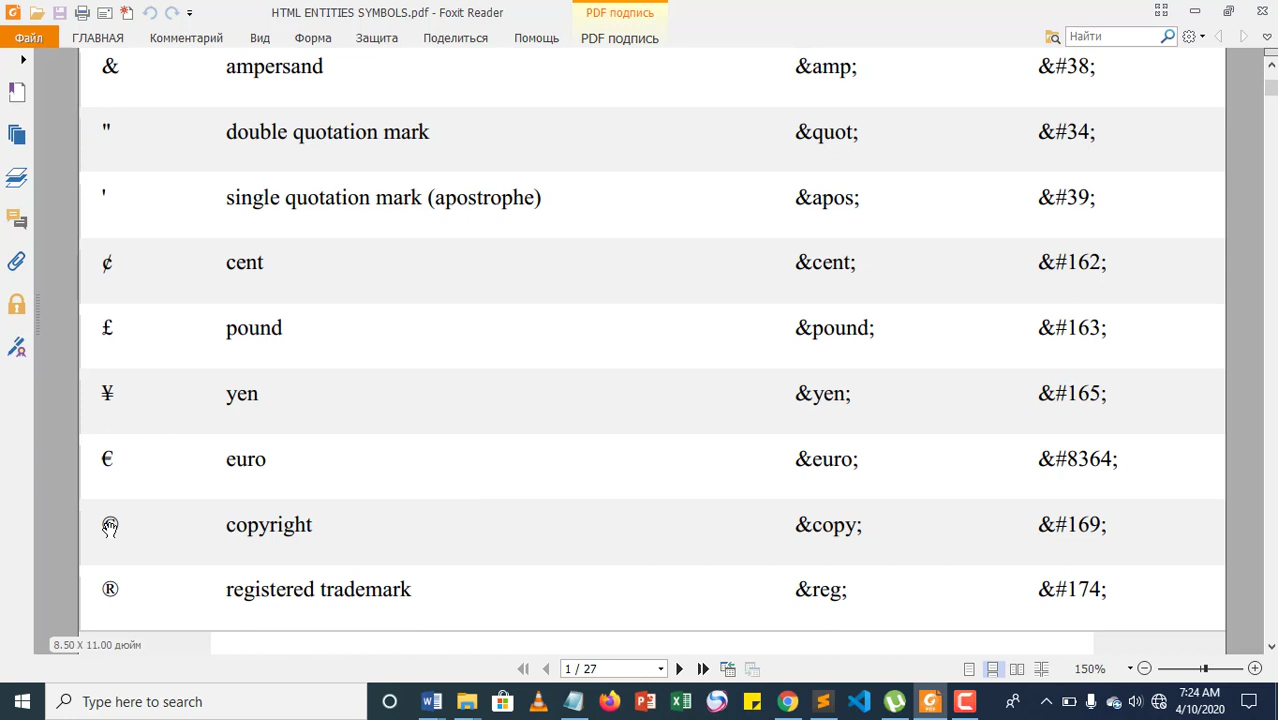 HTML ENTITIES SYMBOLS.pdf - Foxit Reader
PDF подпись
Файл ГЛАВНАЯ Комментарий Вид Форма Защита Поделиться Помощь PDF подпись
Найти
& ampersand &amp; &#38;
" double quotation mark &quot; &#34;
' single quotation mark (apostrophe) &apos; &#39;
¢ cent &cent; &#162;
£ pound &pound; &#163;
¥ yen &yen; &#165;
€ euro &euro; &#8364;
© copyright &copy; &#169;
® registered trademark &reg; &#174;
8.50 X 11.00 дюйм
1 / 27
150%
Type here to search
7:24 AM
4/10/2020